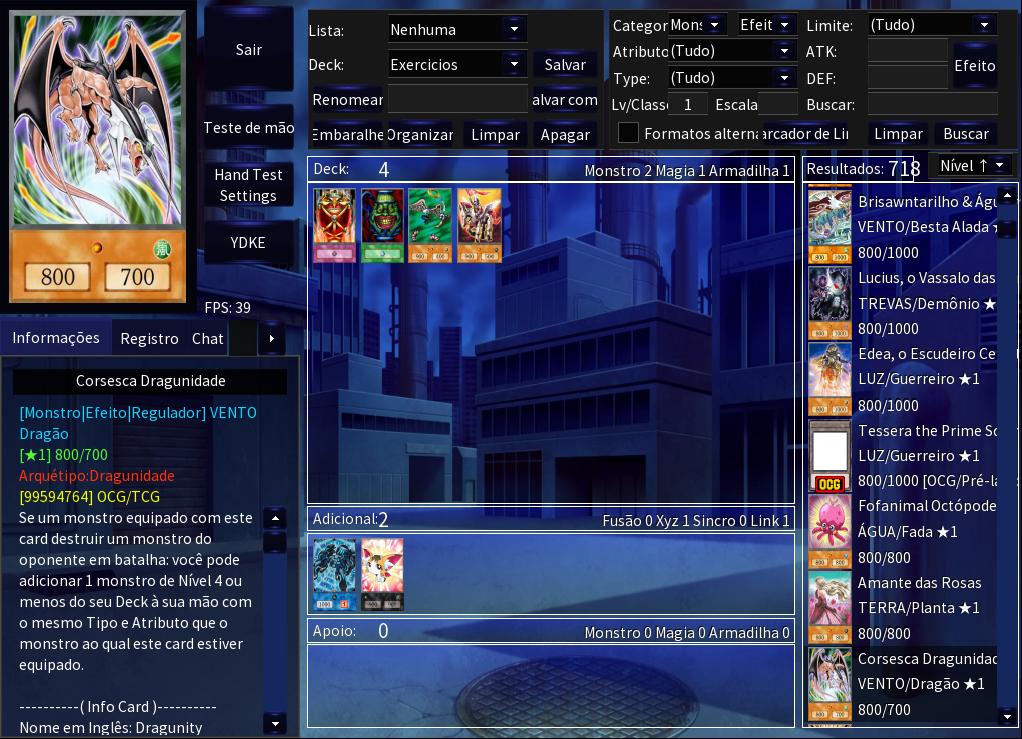 800 700
Sair
Teste de mão
Hand Test
Settings
YDKE
FPS: 39
Informações Registro Chat
Corsesca Dragunidade
[Monstro|Efeito|Regulador] VENTO
Dragão
[★1] 800/700
Arquétipo:Dragunidade
[99594764] OCG/TCG
Se um monstro equipado com este
card destruir um monstro do
oponente em batalha: você pode
adicionar 1 monstro de Nível 4 ou
menos do seu Deck à sua mão com
o mesmo Tipo e Atributo que o
monstro ao qual este card estiver
equipado.
----------( Info Card )----------
Nome em Inglês: Dragunity
Lista: Nenhuma
Deck: Exercicios Salvar
Renomear alvar com
Embaralhe Organizar Limpar Apagar
Categor Mons Efeit Limite: (Tudo)
Atributo (Tudo) ATK:
Type: (Tudo) DEF: Efeito
Lv/Classe 1 Escala Buscar:
Formatos alterna arcador de Lin Limpar Buscar
Deck: 4 Monstro 2 Magia 1 Armadilha 1
Adicional: 2 Fusão 0 Xyz 1 Sincro 0 Link 1
Apoio: 0 Monstro 0 Magia 0 Armadilha 0
Resultados: 718 Nível ↑
Brisawntarilho & Águ
VENTO/Besta Alada ★
800/1000
Lucius, o Vassalo das
TREVAS/Demônio ★
800/1000
Edea, o Escudeiro Ce
LUZ/Guerreiro ★1
800/1000
Tessera the Prime Sc
LUZ/Guerreiro ★1
OCG
800/1000 [OCG/Pré-la
Fofanimal Octópode
ÁGUA/Fada ★1
800/800
Amante das Rosas
TERRA/Planta ★1
800/800
Corsesca Dragunidad
VENTO/Dragão ★1
800/700